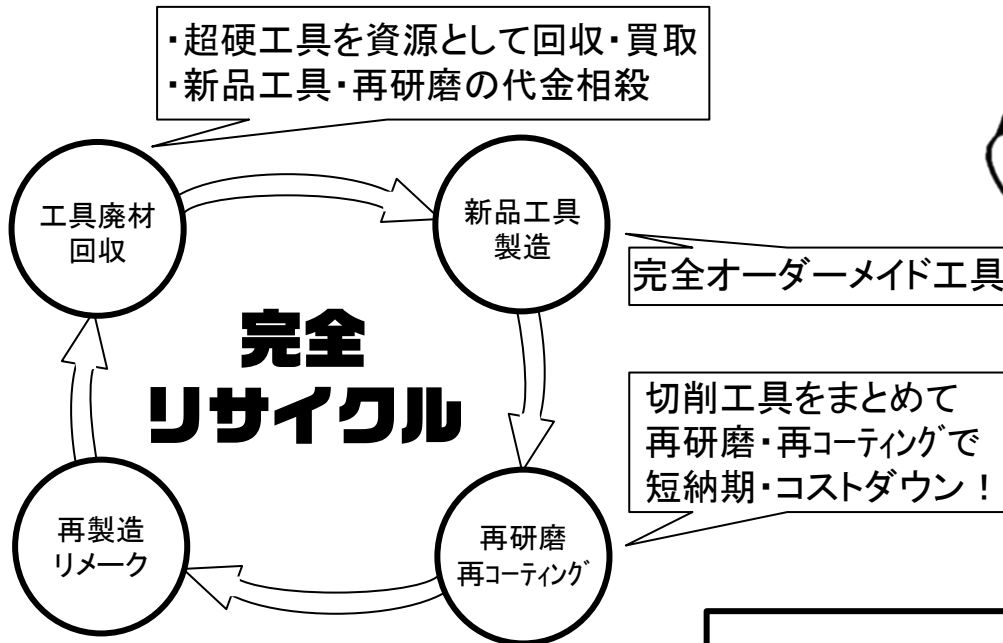 ・超硬工具を資源として回収・買取
・新品工具・再研磨の代金相殺
工具廃材
回収
新品工具
製造
完全オーダーメイド工具
完全
リサイクル
切削工具をまとめて
再研磨・再コーティングで
短納期・コストダウン！
再製造
リメーク
再研磨
再コーティング